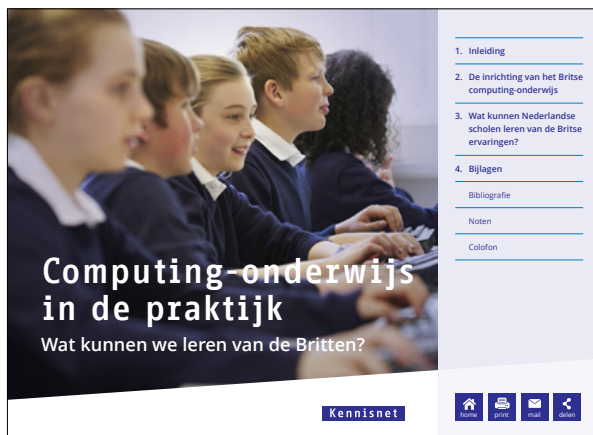 Computing-onderwijs
in de praktijk
Wat kunnen we leren van de Britten?
Kennisnet
1. Inleiding
2. De inrichting van het Britse
computing-onderwijs
3. Wat kunnen Nederlandse
scholen leren van de Britse
ervaringen?
4. Bijlagen
Bibliografie
Noten
Colofon
home
print
mail
delen